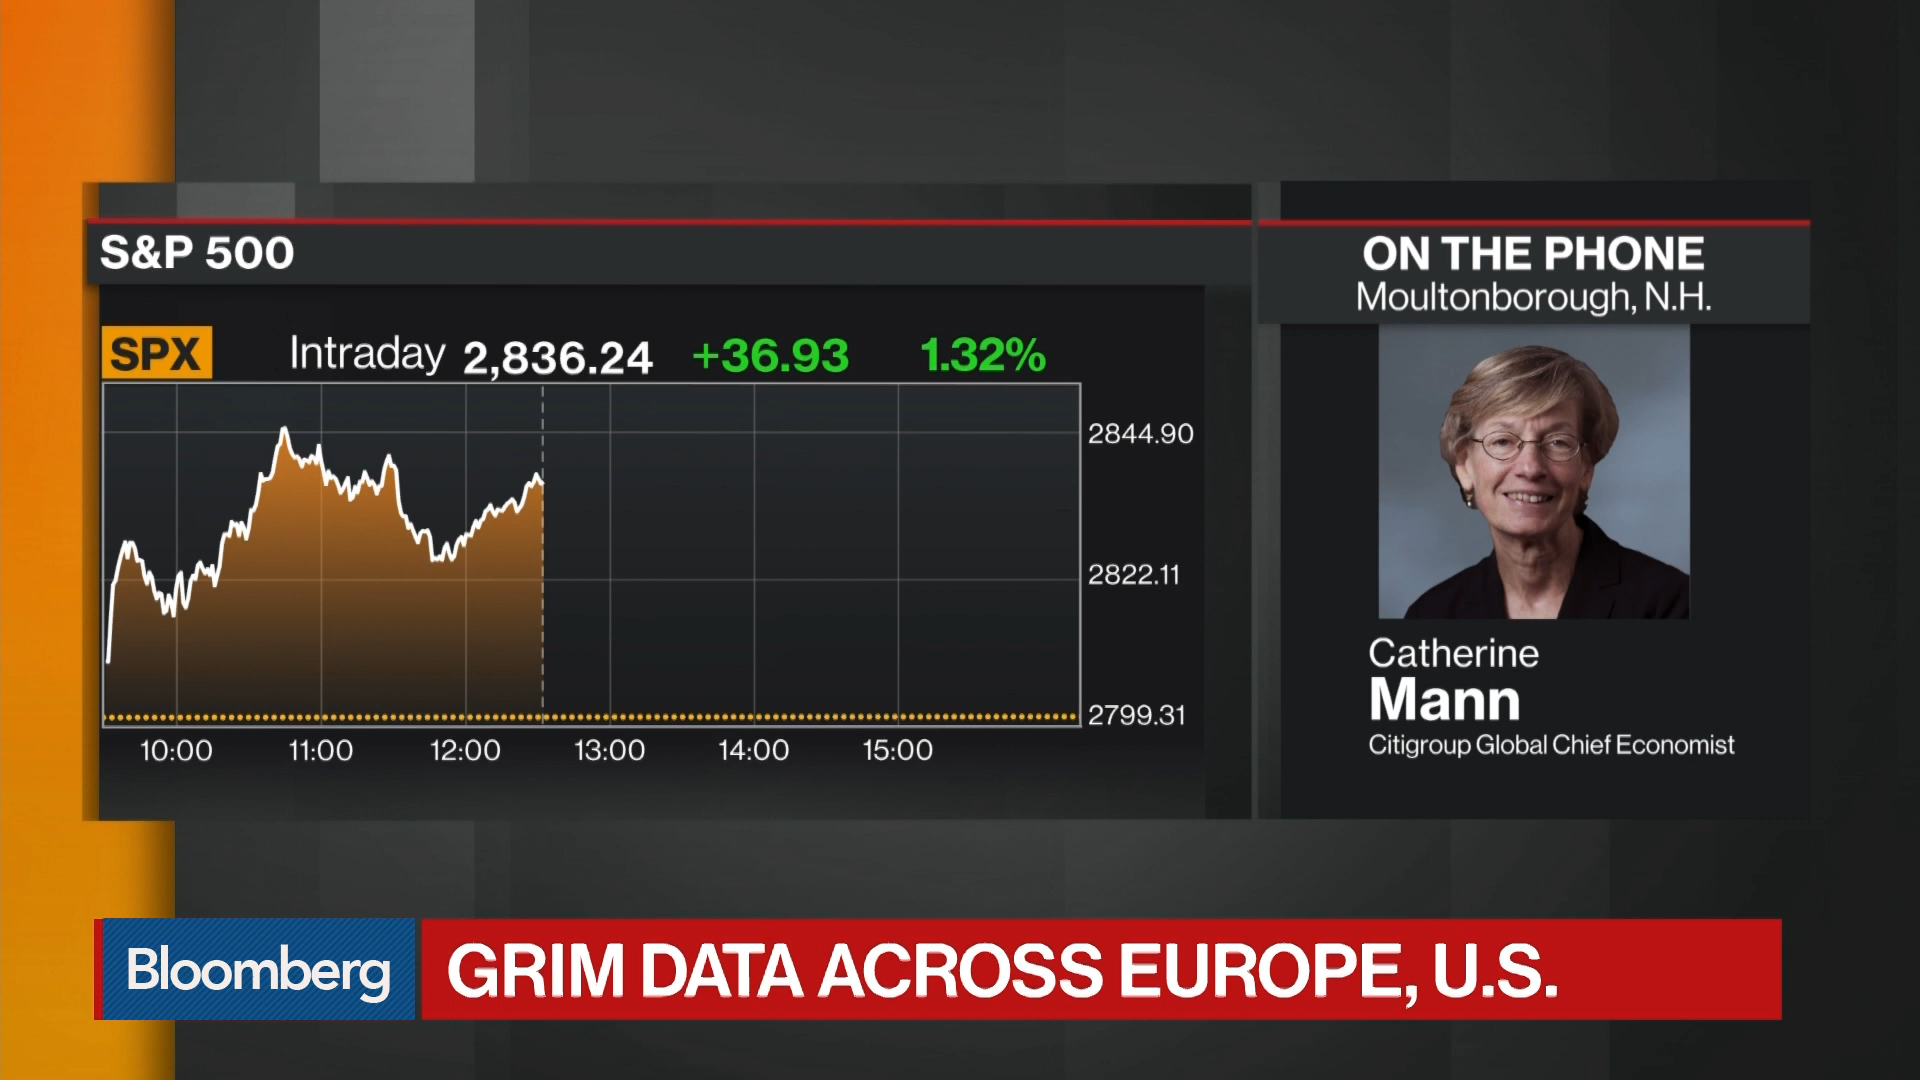 S&P 500
SPX Intraday 2,836.24 +36.93 1.32%
2844.90
2822.11
2799.31
10:00 11:00 12:00 13:00 14:00 15:00
ON THE PHONE
Moultonborough, N.H.
Catherine
Mann
Citigroup Global Chief Economist
Bloomberg
GRIM DATA ACROSS EUROPE, U.S.